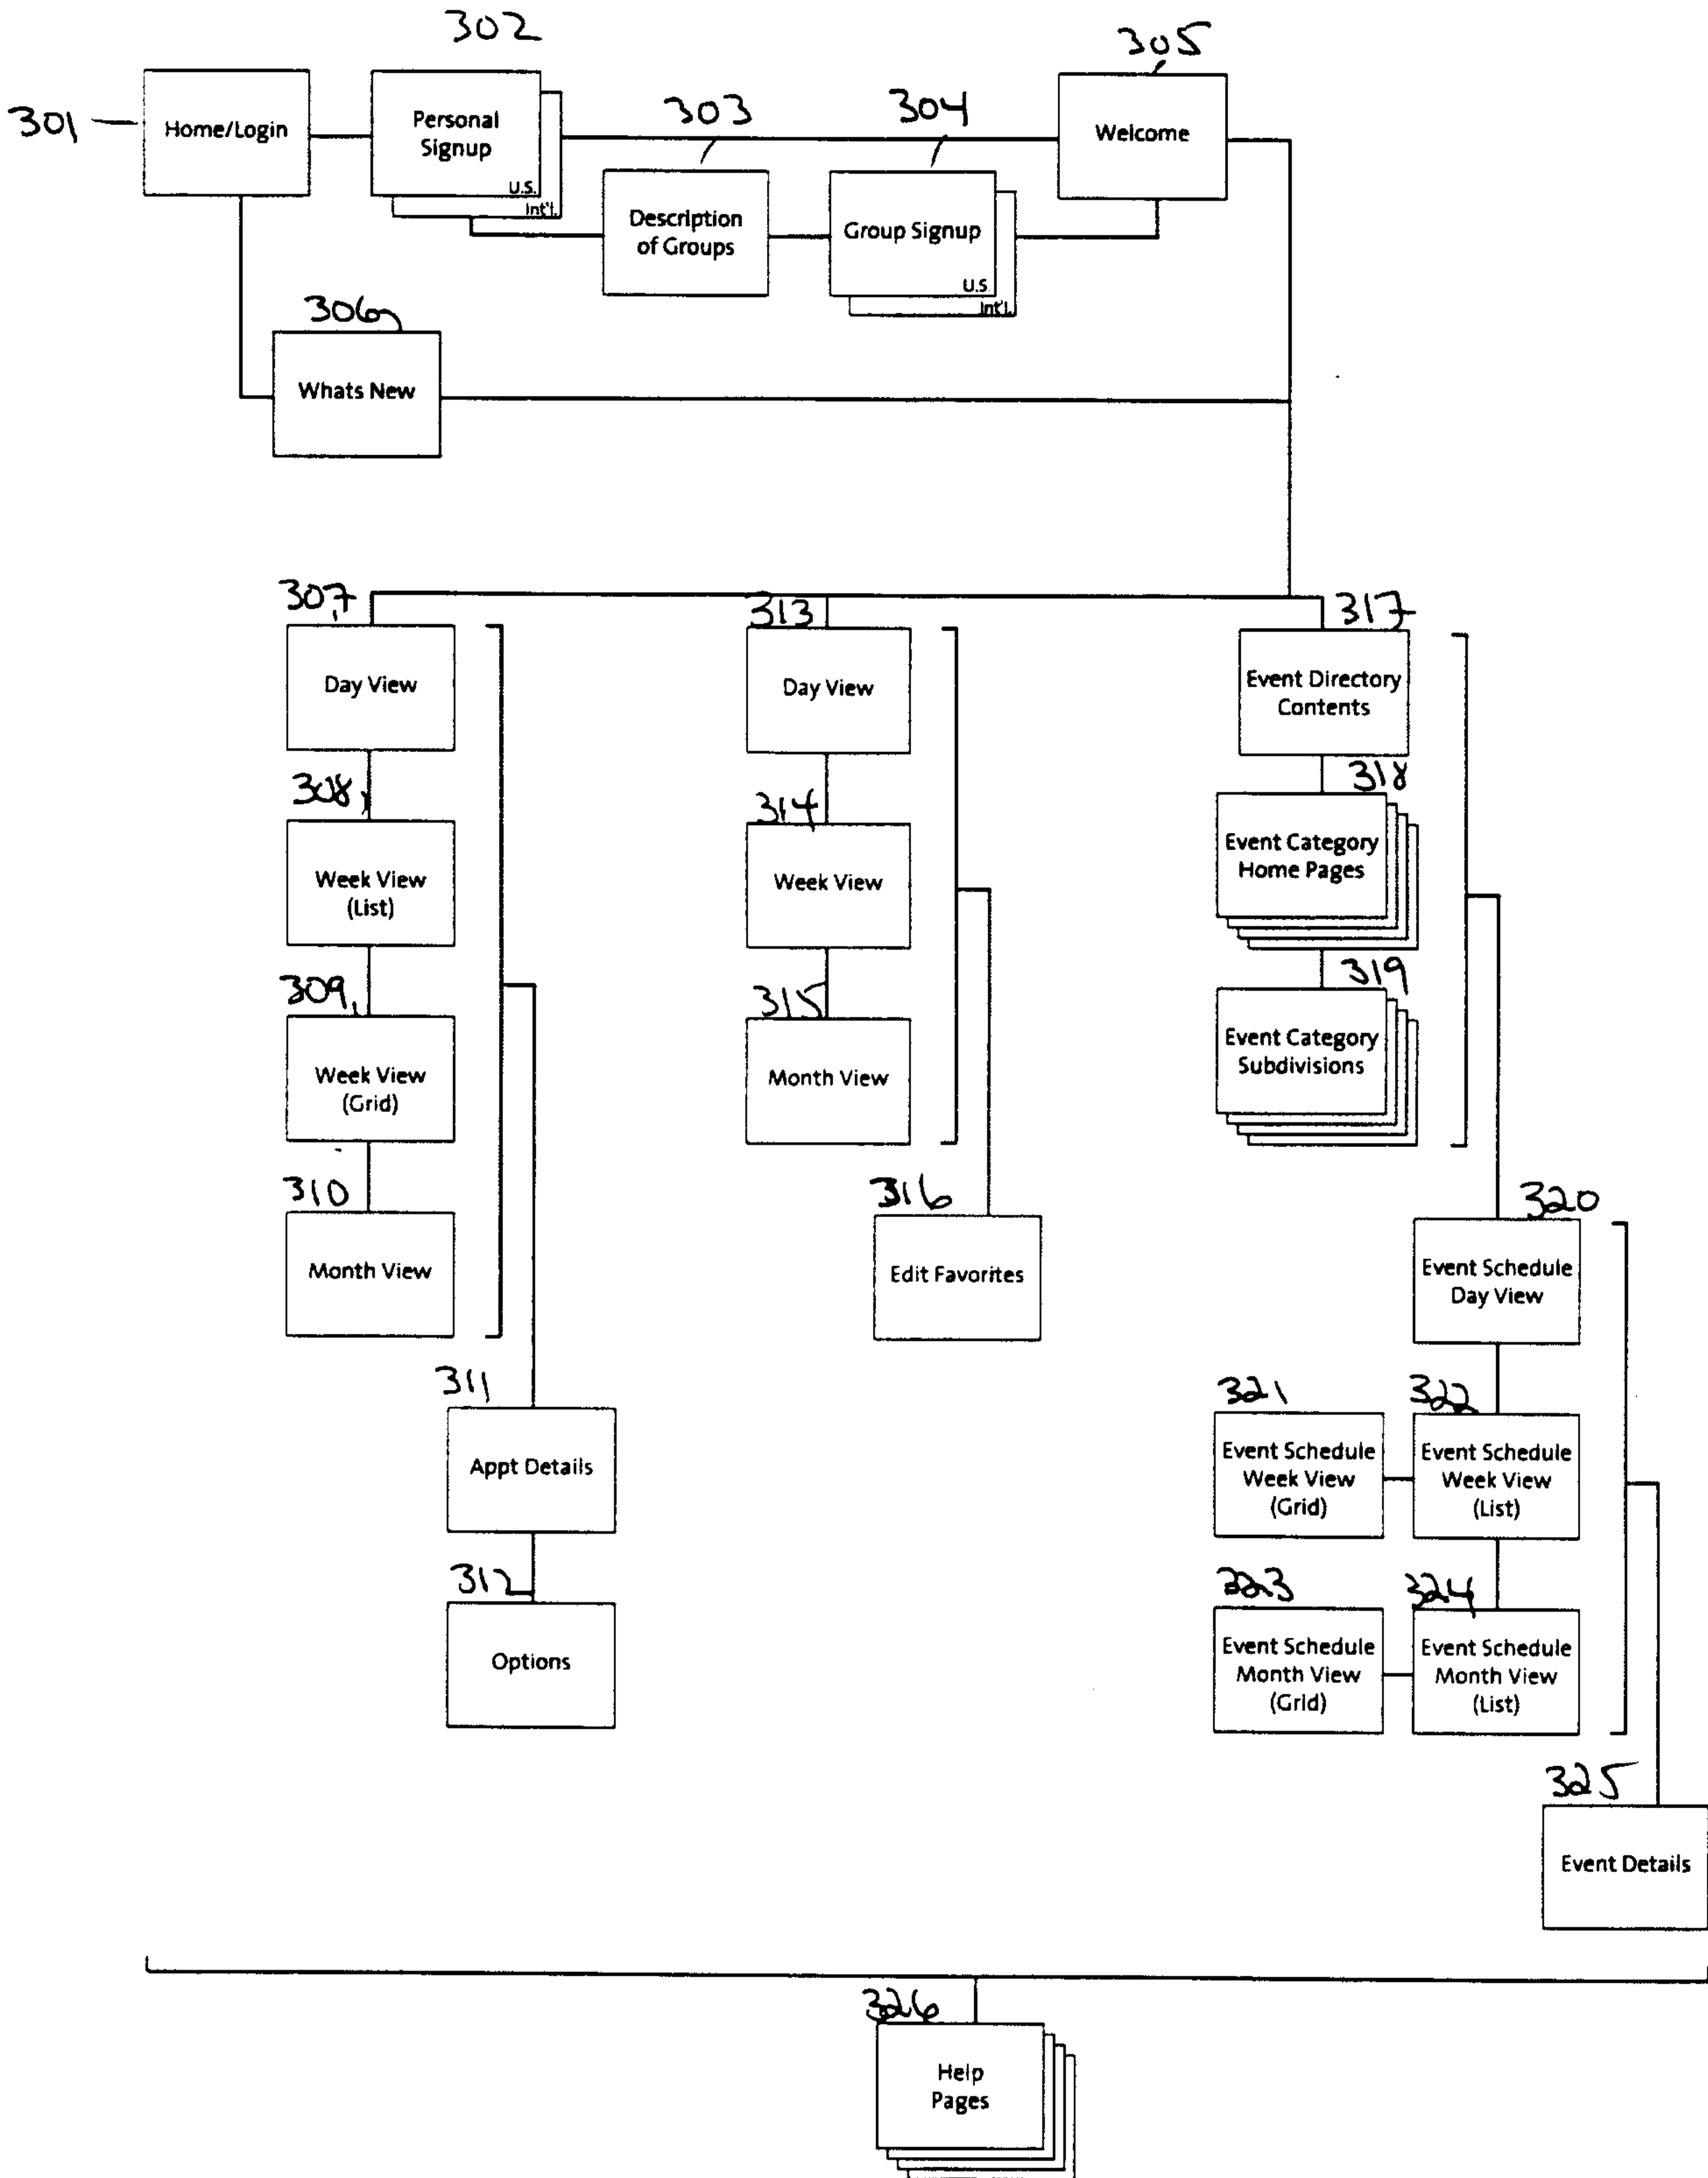 302
305
301
Home/Login
Personal
Signup
U.S.
Int'l.
303
304
Welcome
Description
of Groups
Group Signup
U.S.
Int'l.
306
Whats New
307
313
317
Day View
Day View
Event Directory
Contents
308
314
318
Week View
(List)
Week View
Event Category
Home Pages
309
315
319
Week View
(Grid)
Month View
Event Category
Subdivisions
310
316
320
Month View
Edit Favorites
Event Schedule
Day View
311
321
322
Appt Details
Event Schedule
Week View
(Grid)
Event Schedule
Week View
(List)
312
323
324
Options
Event Schedule
Month View
(Grid)
Event Schedule
Month View
(List)
325
Event Details
326
Help
Pages